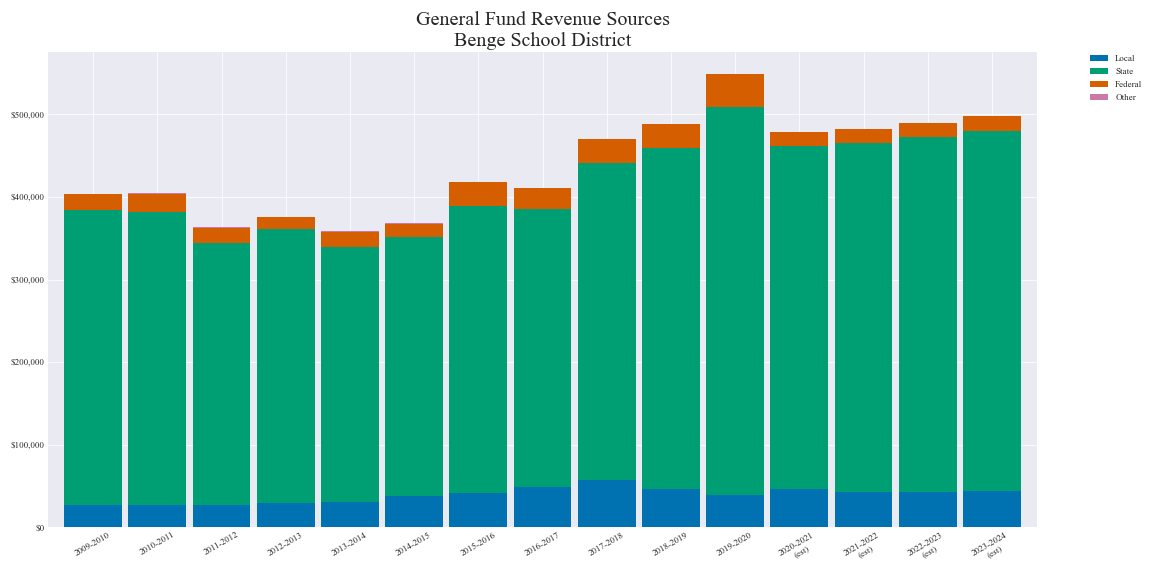 General Fund Revenue Sources
Benge School District
Local
State
Federal
Other
$500,000
$400,000
$300,000
$200,000
$100,000
$0
2009-2010
2010-2011
2011-2012
2012-2013
2013-2014
2014-2015
2015-2016
2016-2017
2017-2018
2018-2019
2019-2020
2020-2021
(est)
2021-2022
(est)
2022-2023
(est)
2023-2024
(est)